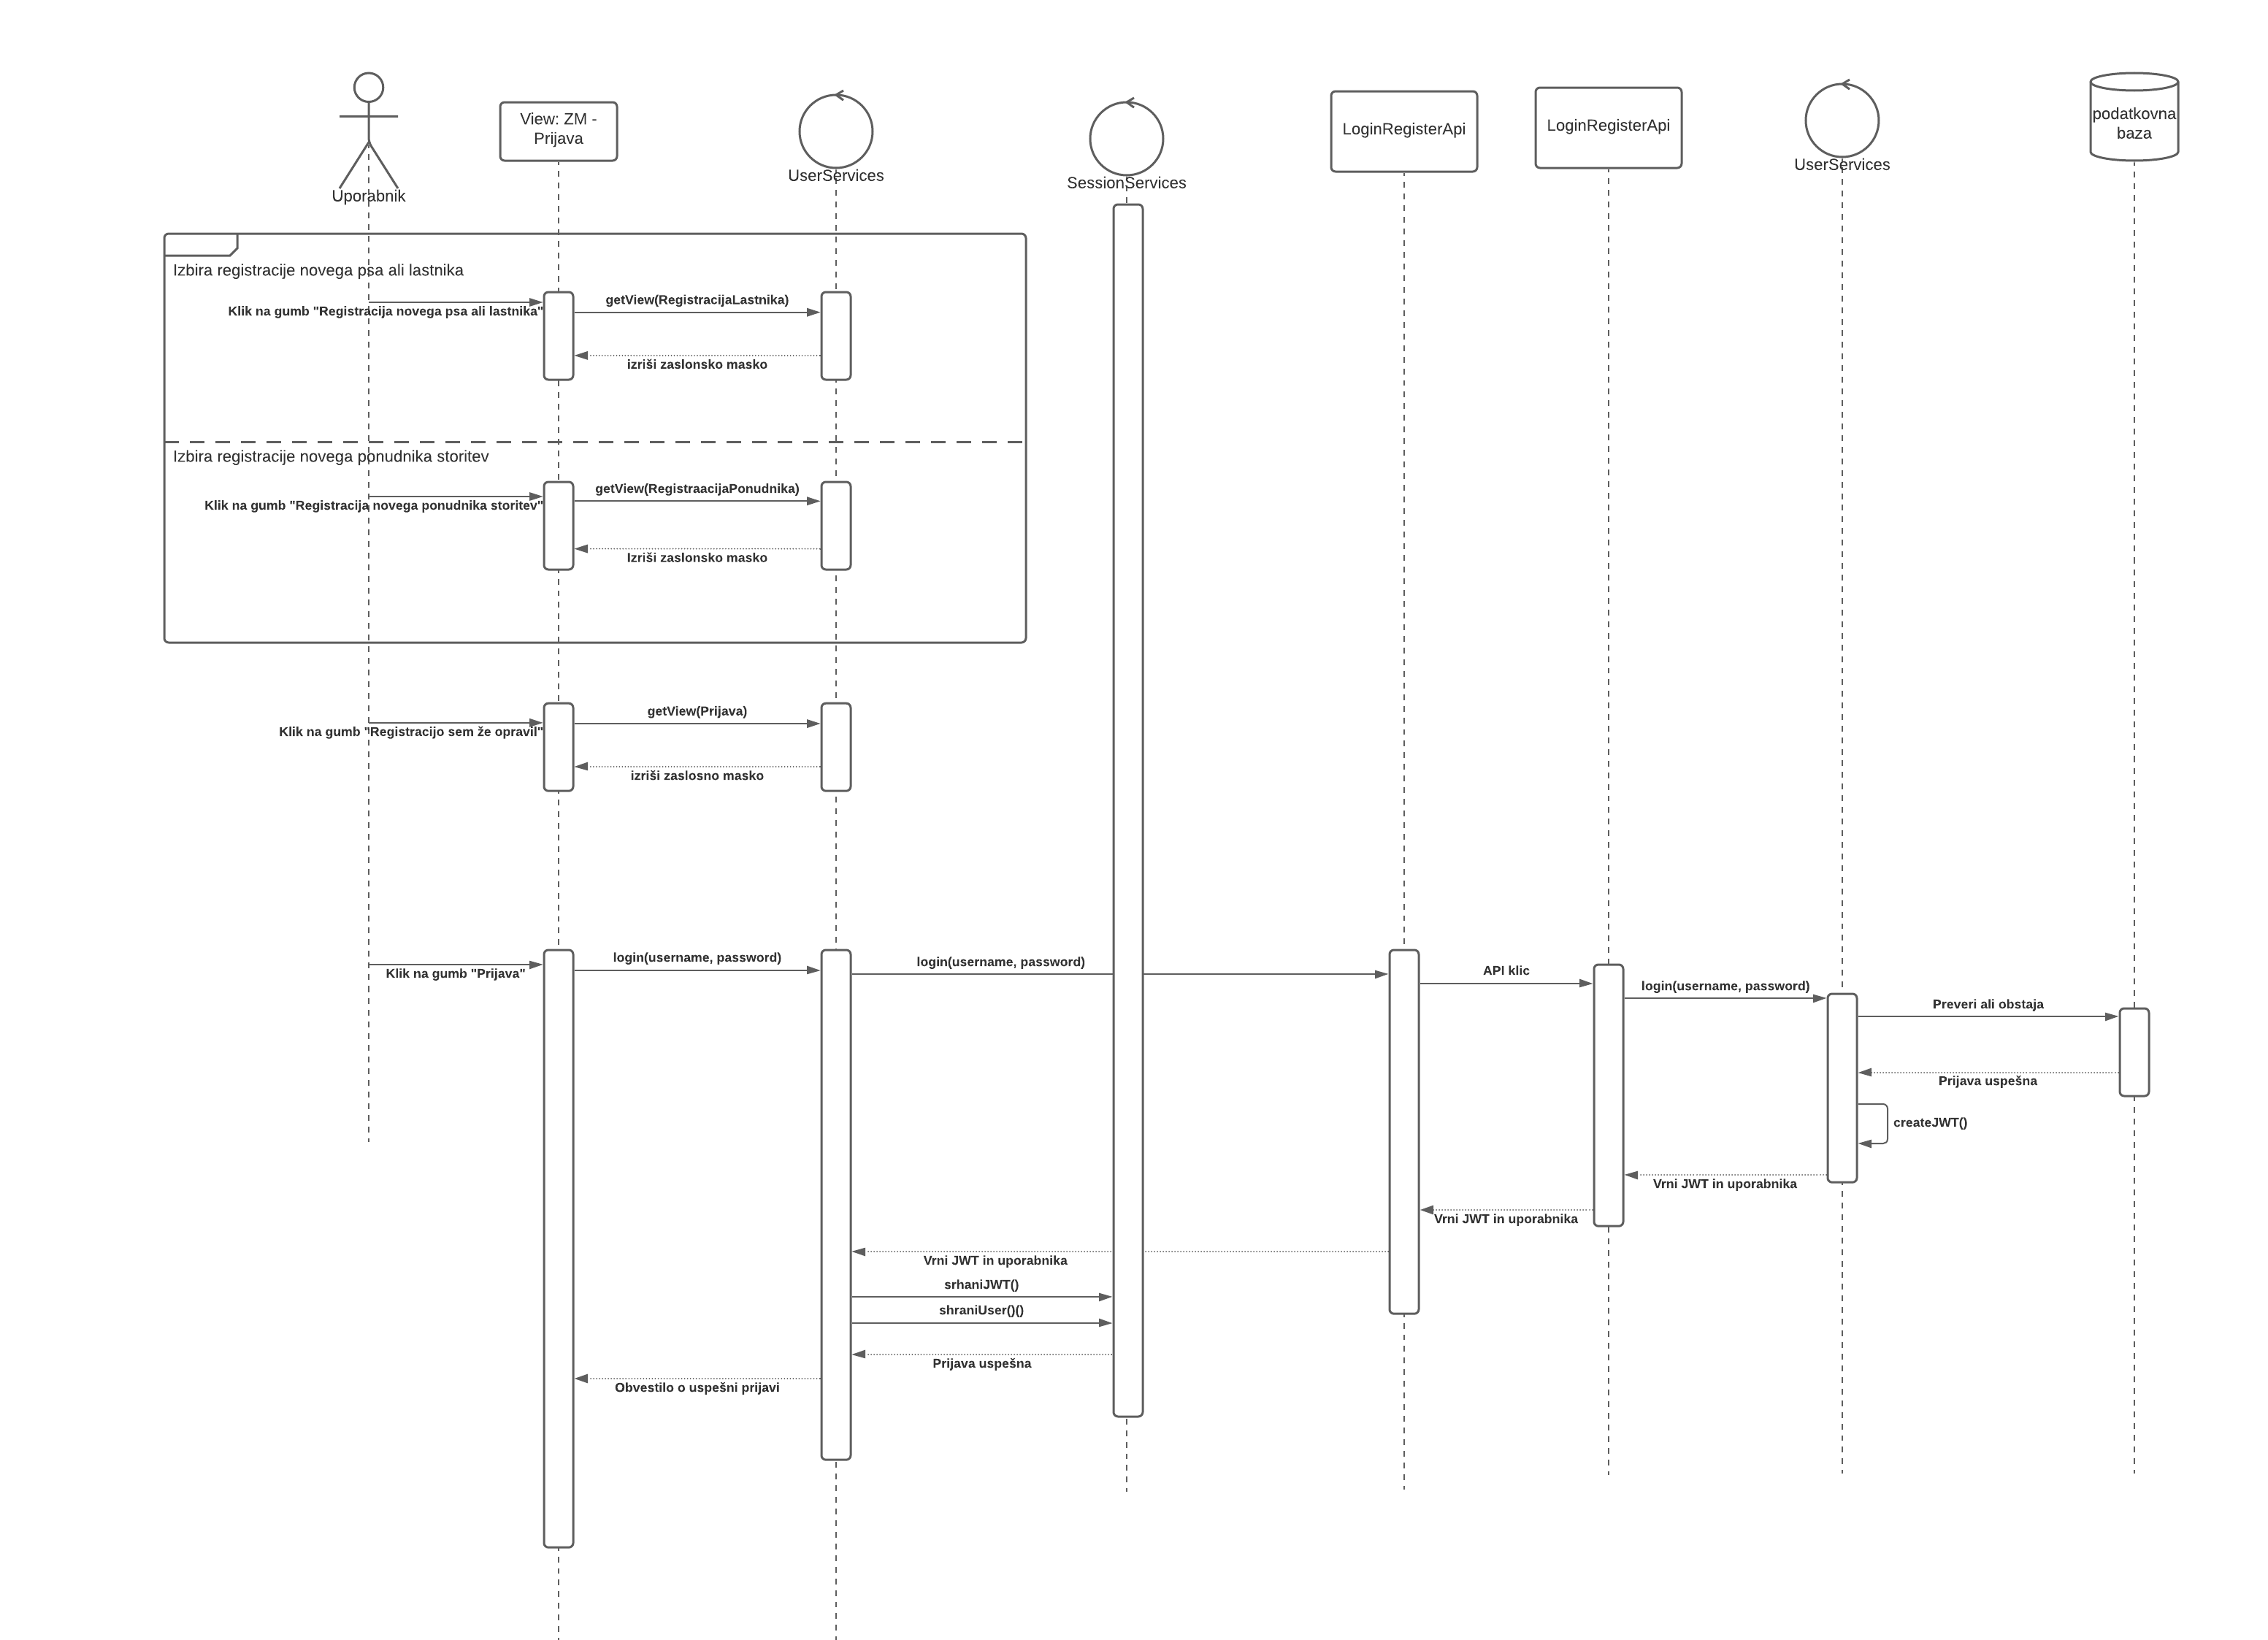 Uporabnik
View: ZM -
Prijava
UserServices
SessionServices
LoginRegisterApi
LoginRegisterApi
UserServices
podatkovna
baza
Izbira registracije novega psa ali lastnika
Klik na gumb "Registracija novega psa ali lastnika"
getView(RegistracijaLastnika)
izriši zaslonsko masko
Izbira registracije novega ponudnika storitev
Klik na gumb "Registracija novega ponudnika storitev"
getView(RegistraacijaPonudnika)
Izriši zaslonsko masko
Klik na gumb "Registracijo sem že opravil"
getView(Prijava)
izriši zaslosno masko
Klik na gumb "Prijava"
login(username, password)
login(username, password)
API klic
login(username, password)
Preveri ali obstaja
Prijava uspešna
createJWT()
Vrni JWT in uporabnika
Vrni JWT in uporabnika
Vrni JWT in uporabnika
srhaniJWT()
shraniUser()()
Prijava uspešna
Obvestilo o uspešni prijavi